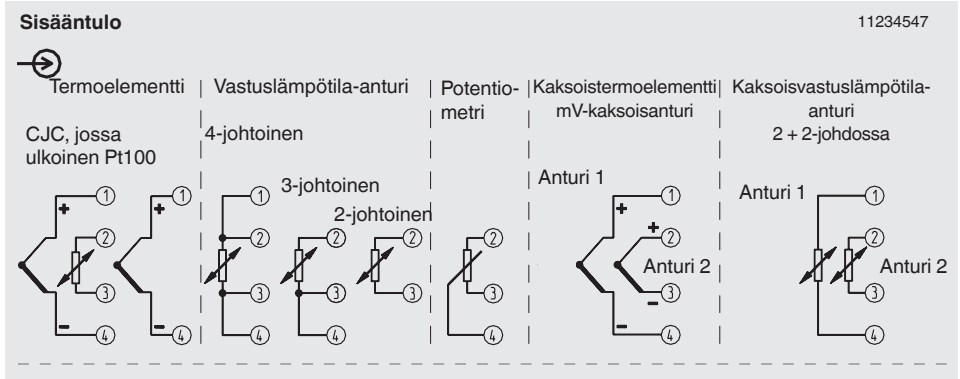 Sisääntulo 11234547
Termoelementti
CJC, jossa
ulkoinen Pt100
1
+
2
3
−
4
1
+
−
4
Vastuslämpötila-anturi
4-johtoinen
3-johtoinen
2-johtoinen
1
2
3
4
2
3
4
2
3
Potentio-
metri
2
3
4
Kaksoistermoelementti
mV-kaksoisanturi
Anturi 1
1
+
+
2
Anturi 2
3
−
−
4
Kaksoisvastuslämpötila-
anturi
2 + 2-johdossa
Anturi 1
1
2
Anturi 2
3
4